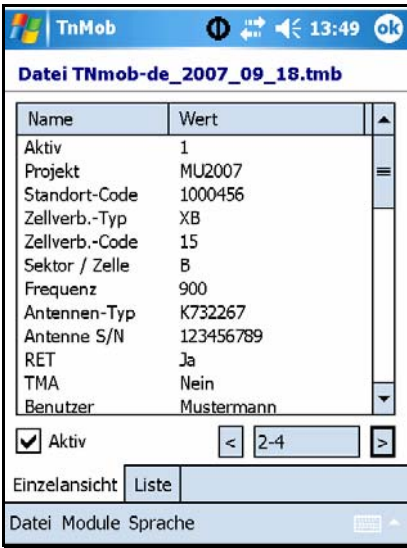 TnMob 13:49 ok
Datei TNmob-de_2007_09_18.tmb
Name Wert
Aktiv 1
Projekt MU2007
Standort-Code 1000456
Zellverb.-Typ XB
Zellverb.-Code 15
Sektor / Zelle B
Frequenz 900
Antennen-Typ K732267
Antenne S/N 123456789
RET Ja
TMA Nein
Benutzer Mustermann
Aktiv < 2-4 >
Einzelansicht Liste
Datei Module Sprache